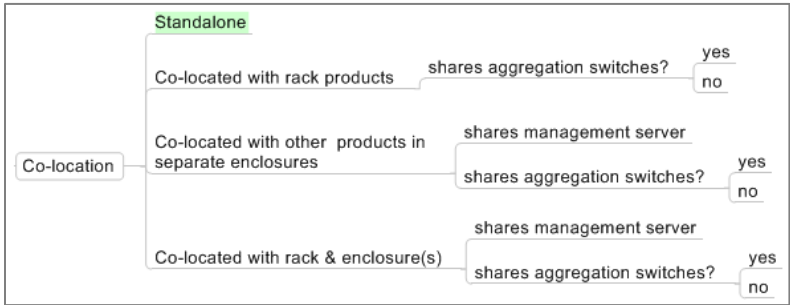 Standalone
yes
shares aggregation switches?
Co-located with rack products
no
Co-located with other products in
separate enclosures
shares management server
Co-location
yes
shares aggregation switches?
no
shares management server
Co-located with rack & enclosure(s)
yes
shares aggregation switches?
no